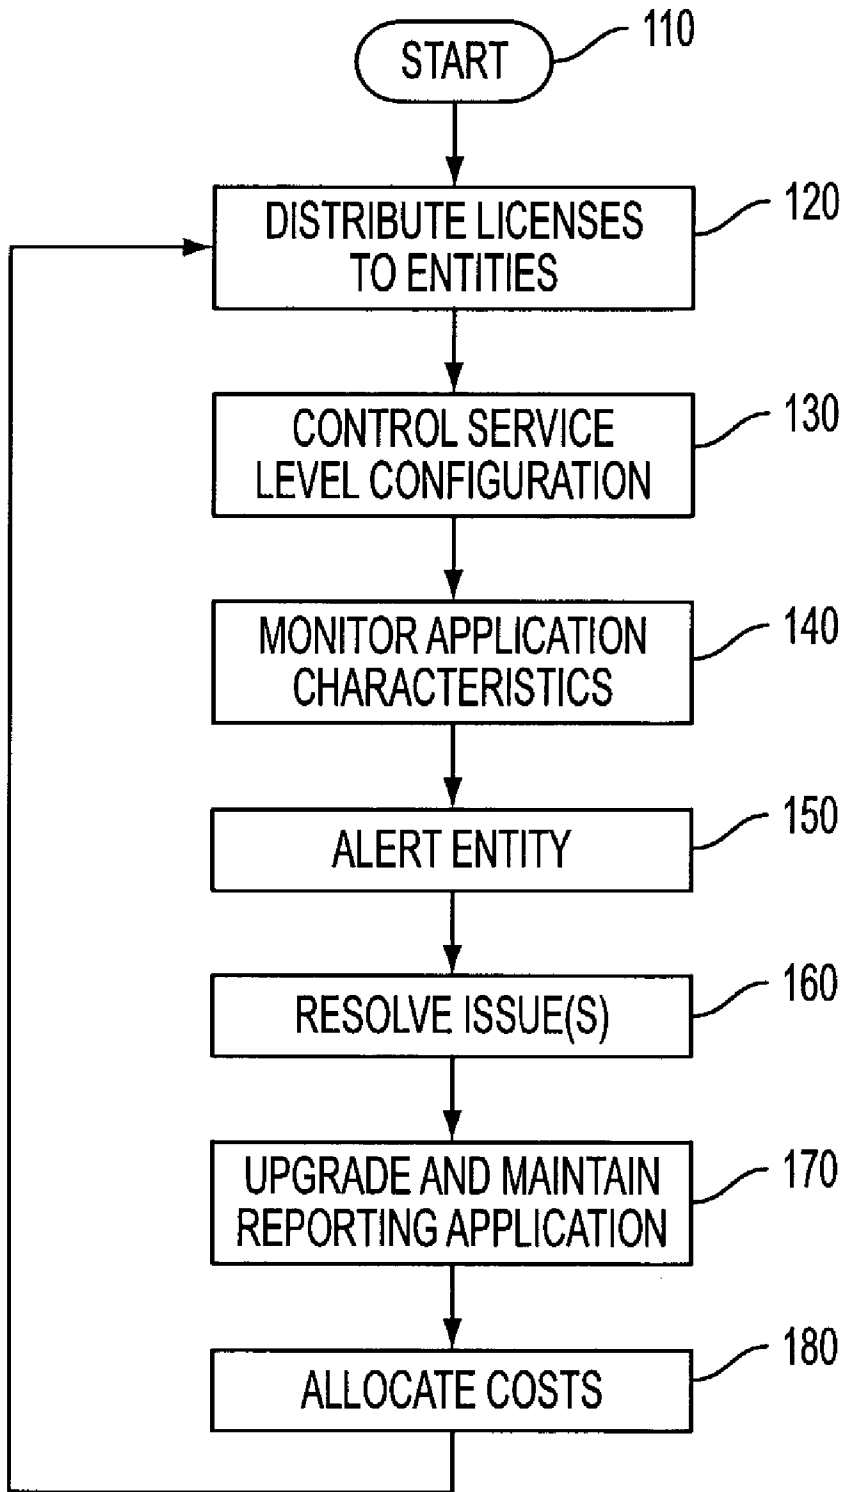 START
110
DISTRIBUTE LICENSES
TO ENTITIES
120
CONTROL SERVICE
LEVEL CONFIGURATION
130
MONITOR APPLICATION
CHARACTERISTICS
140
ALERT ENTITY
150
RESOLVE ISSUE(S)
160
UPGRADE AND MAINTAIN
REPORTING APPLICATION
170
ALLOCATE COSTS
180